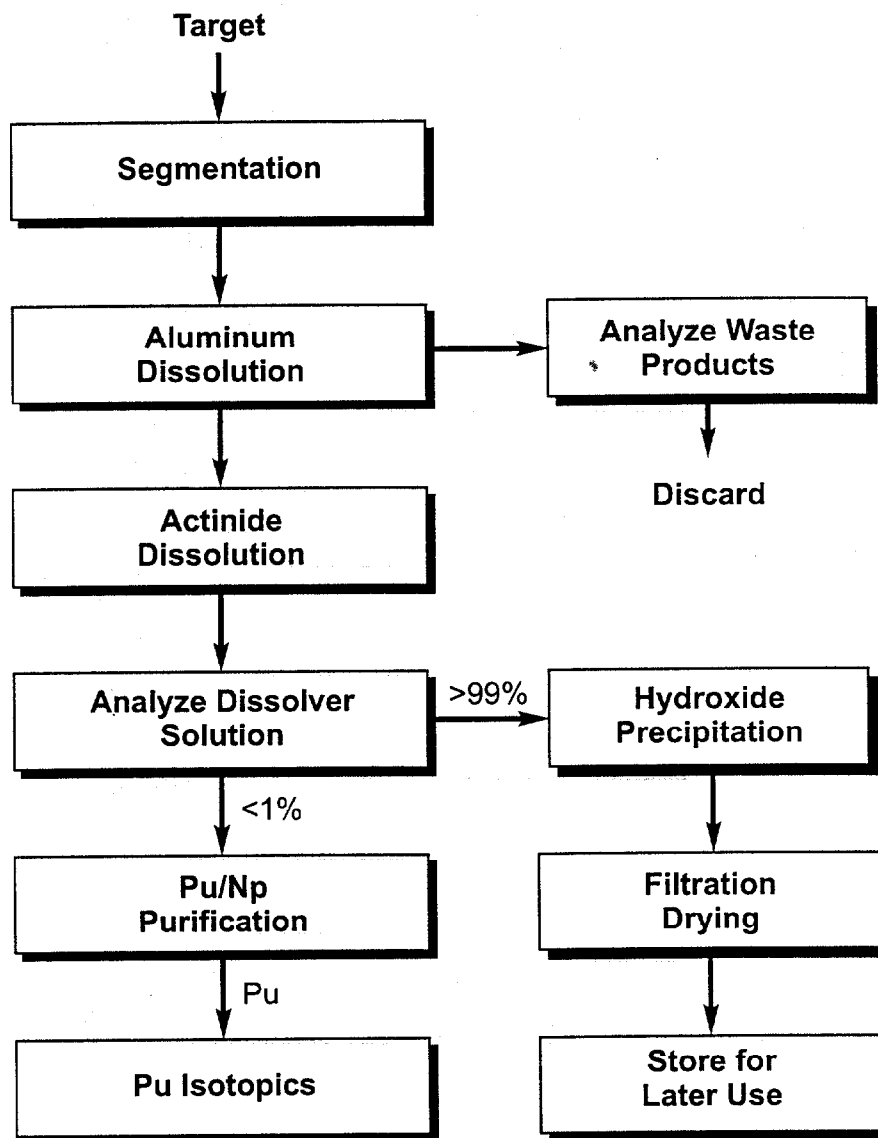 Target
Segmentation
Aluminum
Dissolution
Analyze Waste
Products
Discard
Actinide
Dissolution
Analyze Dissolver
Solution
>99%
Hydroxide
Precipitation
<1%
Pu/Np
Purification
Filtration
Drying
Pu
Pu Isotopics
Store for
Later Use